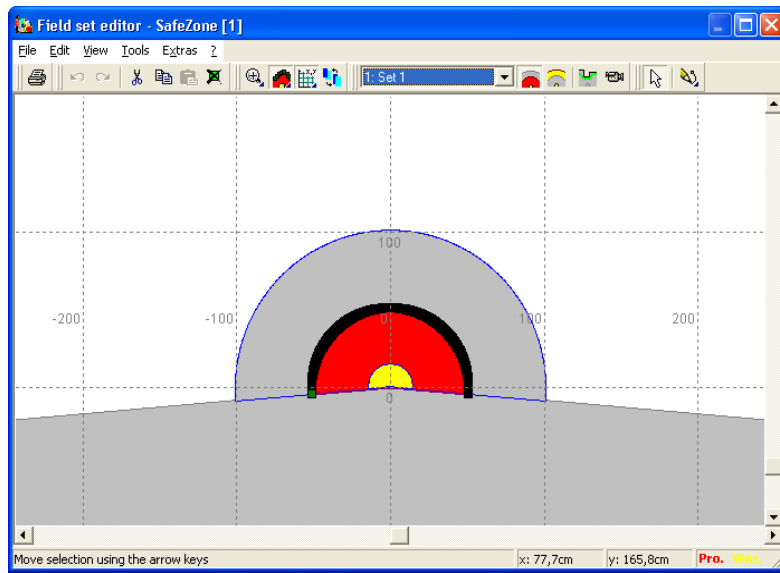 Field set editor - SafeZone [1]
File Edit View Tools Extras ?
1: Set 1
100
-200 -100 0 100 200
0
Move selection using the arrow keys x: 77,7cm y: 165,8cm Pro. War.